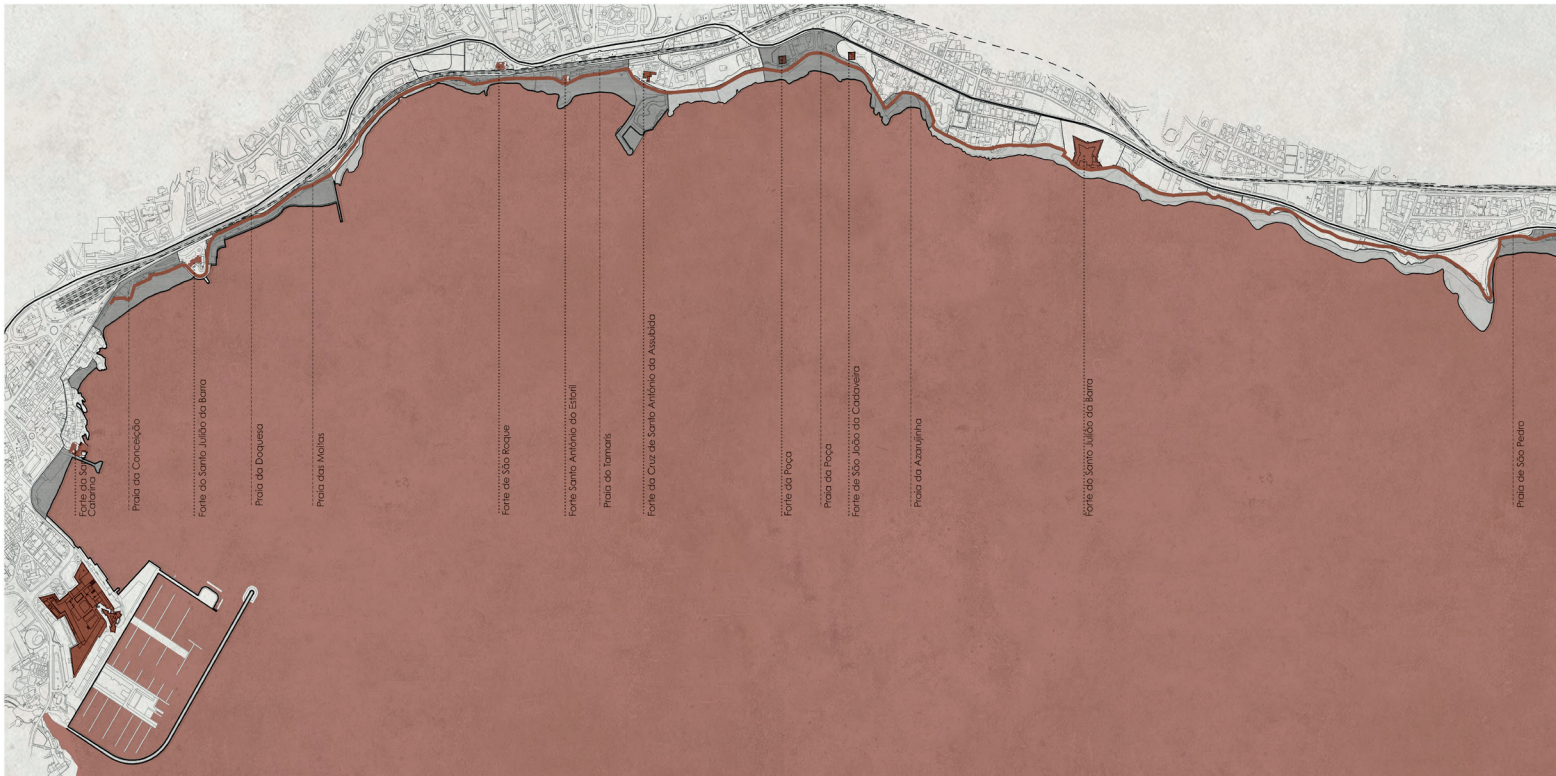 Forte da Sa
Catarina
Praia da Conceição
Forte do Santo Julião da Barra
Praia da Doquesa
Praia das Moitas
Forte de São Roque
Forte Santo António do Estoril
Praia do Tamaris
Forte da Cruz de Santo António da Assubida
Forte da Poça
Praia da Poça
Forte de São João da Cadaveira
Praia da Azarujinha
Forte do Santo Julião da Barra
Praia de São Pedro